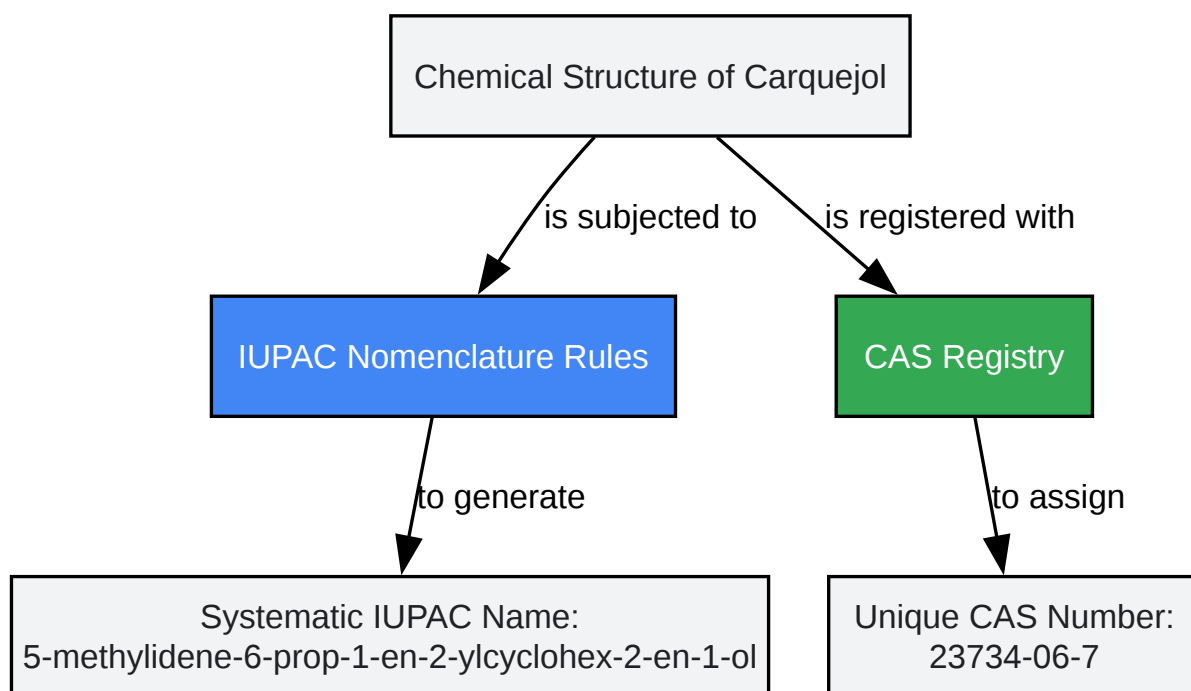 Chemical Structure of Carquejol
is subjected to
is registered with
IUPAC Nomenclature Rules
CAS Registry
to generate
to assign
Systematic IUPAC Name:
5-methylidene-6-prop-1-en-2-ylcyclohex-2-en-1-ol
Unique CAS Number:
23734-06-7